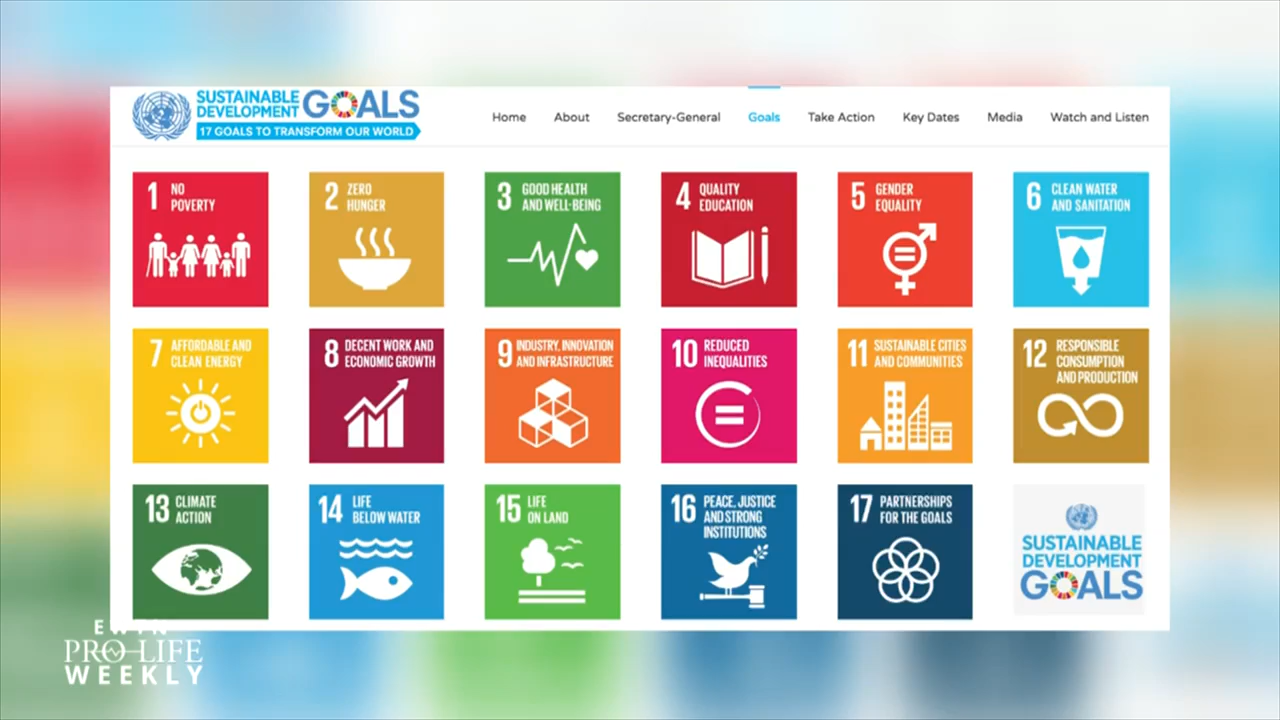 SUSTAINABLE
DEVELOPMENT GOALS
17 GOALS TO TRANSFORM OUR WORLD
Home About Secretary-General Goals Take Action Key Dates Media Watch and Listen
1 NO
POVERTY
2 ZERO
HUNGER
3 GOOD HEALTH
AND WELL-BEING
4 QUALITY
EDUCATION
5 GENDER
EQUALITY
6 CLEAN WATER
AND SANITATION
7 AFFORDABLE AND
CLEAN ENERGY
8 DECENT WORK AND
ECONOMIC GROWTH
9 INDUSTRY, INNOVATION
AND INFRASTRUCTURE
10 REDUCED
INEQUALITIES
11 SUSTAINABLE CITIES
AND COMMUNITIES
12 RESPONSIBLE
CONSUMPTION
AND PRODUCTION
13 CLIMATE
ACTION
14 LIFE
BELOW WATER
15 LIFE
ON LAND
16 PEACE, JUSTICE
AND STRONG
INSTITUTIONS
17 PARTNERSHIPS
FOR THE GOALS
SUSTAINABLE
DEVELOPMENT
GOALS
EWTN
PRO-LIFE
WEEKLY